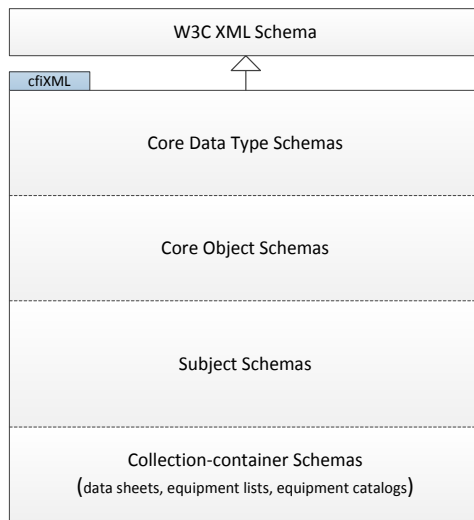 W3C XML Schema
cfiXML
Core Data Type Schemas
Core Object Schemas
Subject Schemas
Collection-container Schemas
(data sheets, equipment lists, equipment catalogs)